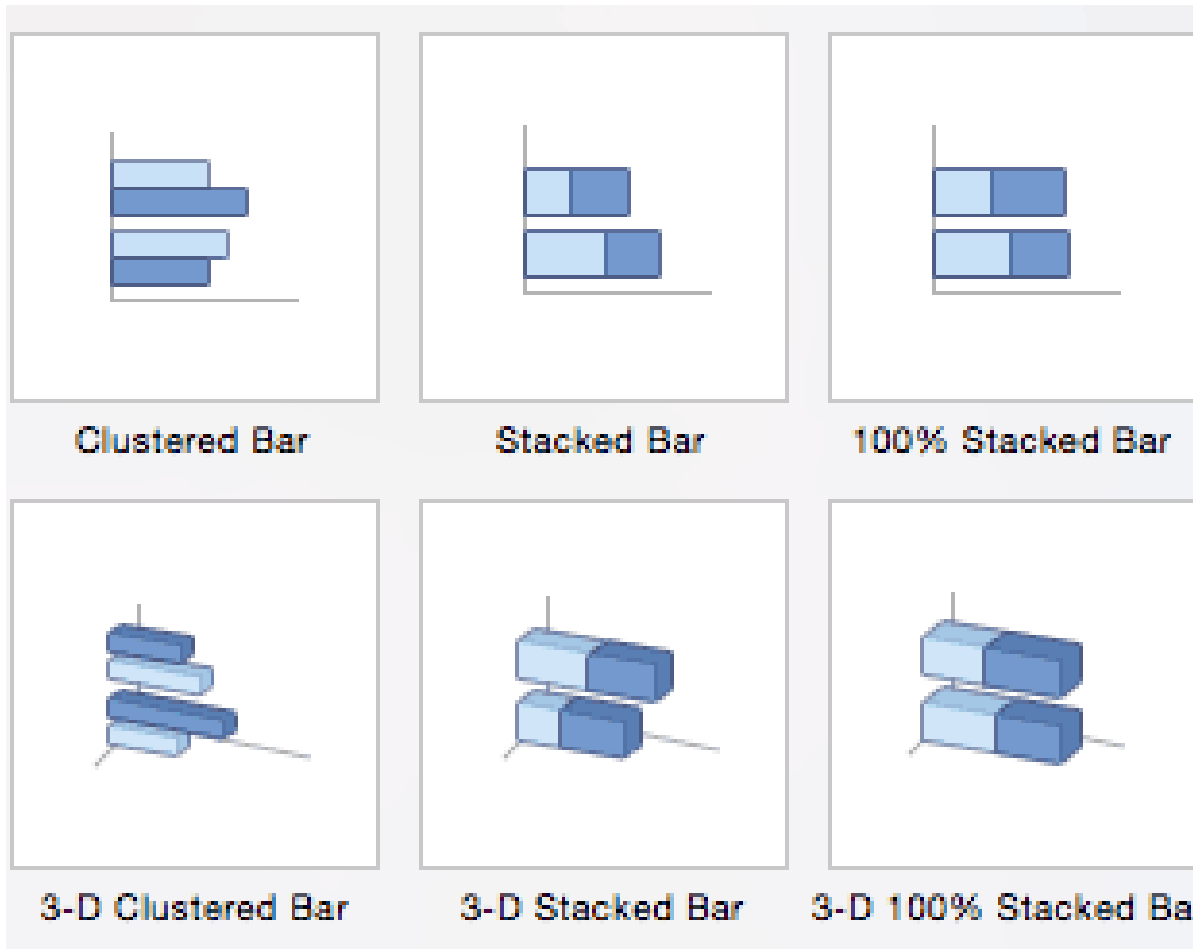 Clustered Bar
Stacked Bar
100% Stacked Bar
3-D Clustered Bar
3-D Stacked Bar
3-D 100% Stacked Ba